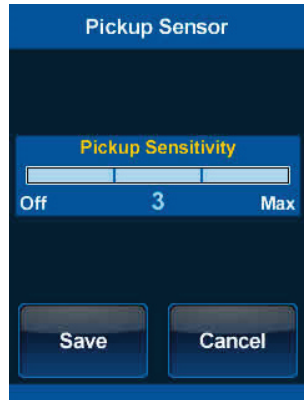 Pickup Sensor
Pickup Sensitivity
Off 3 Max
Save Cancel